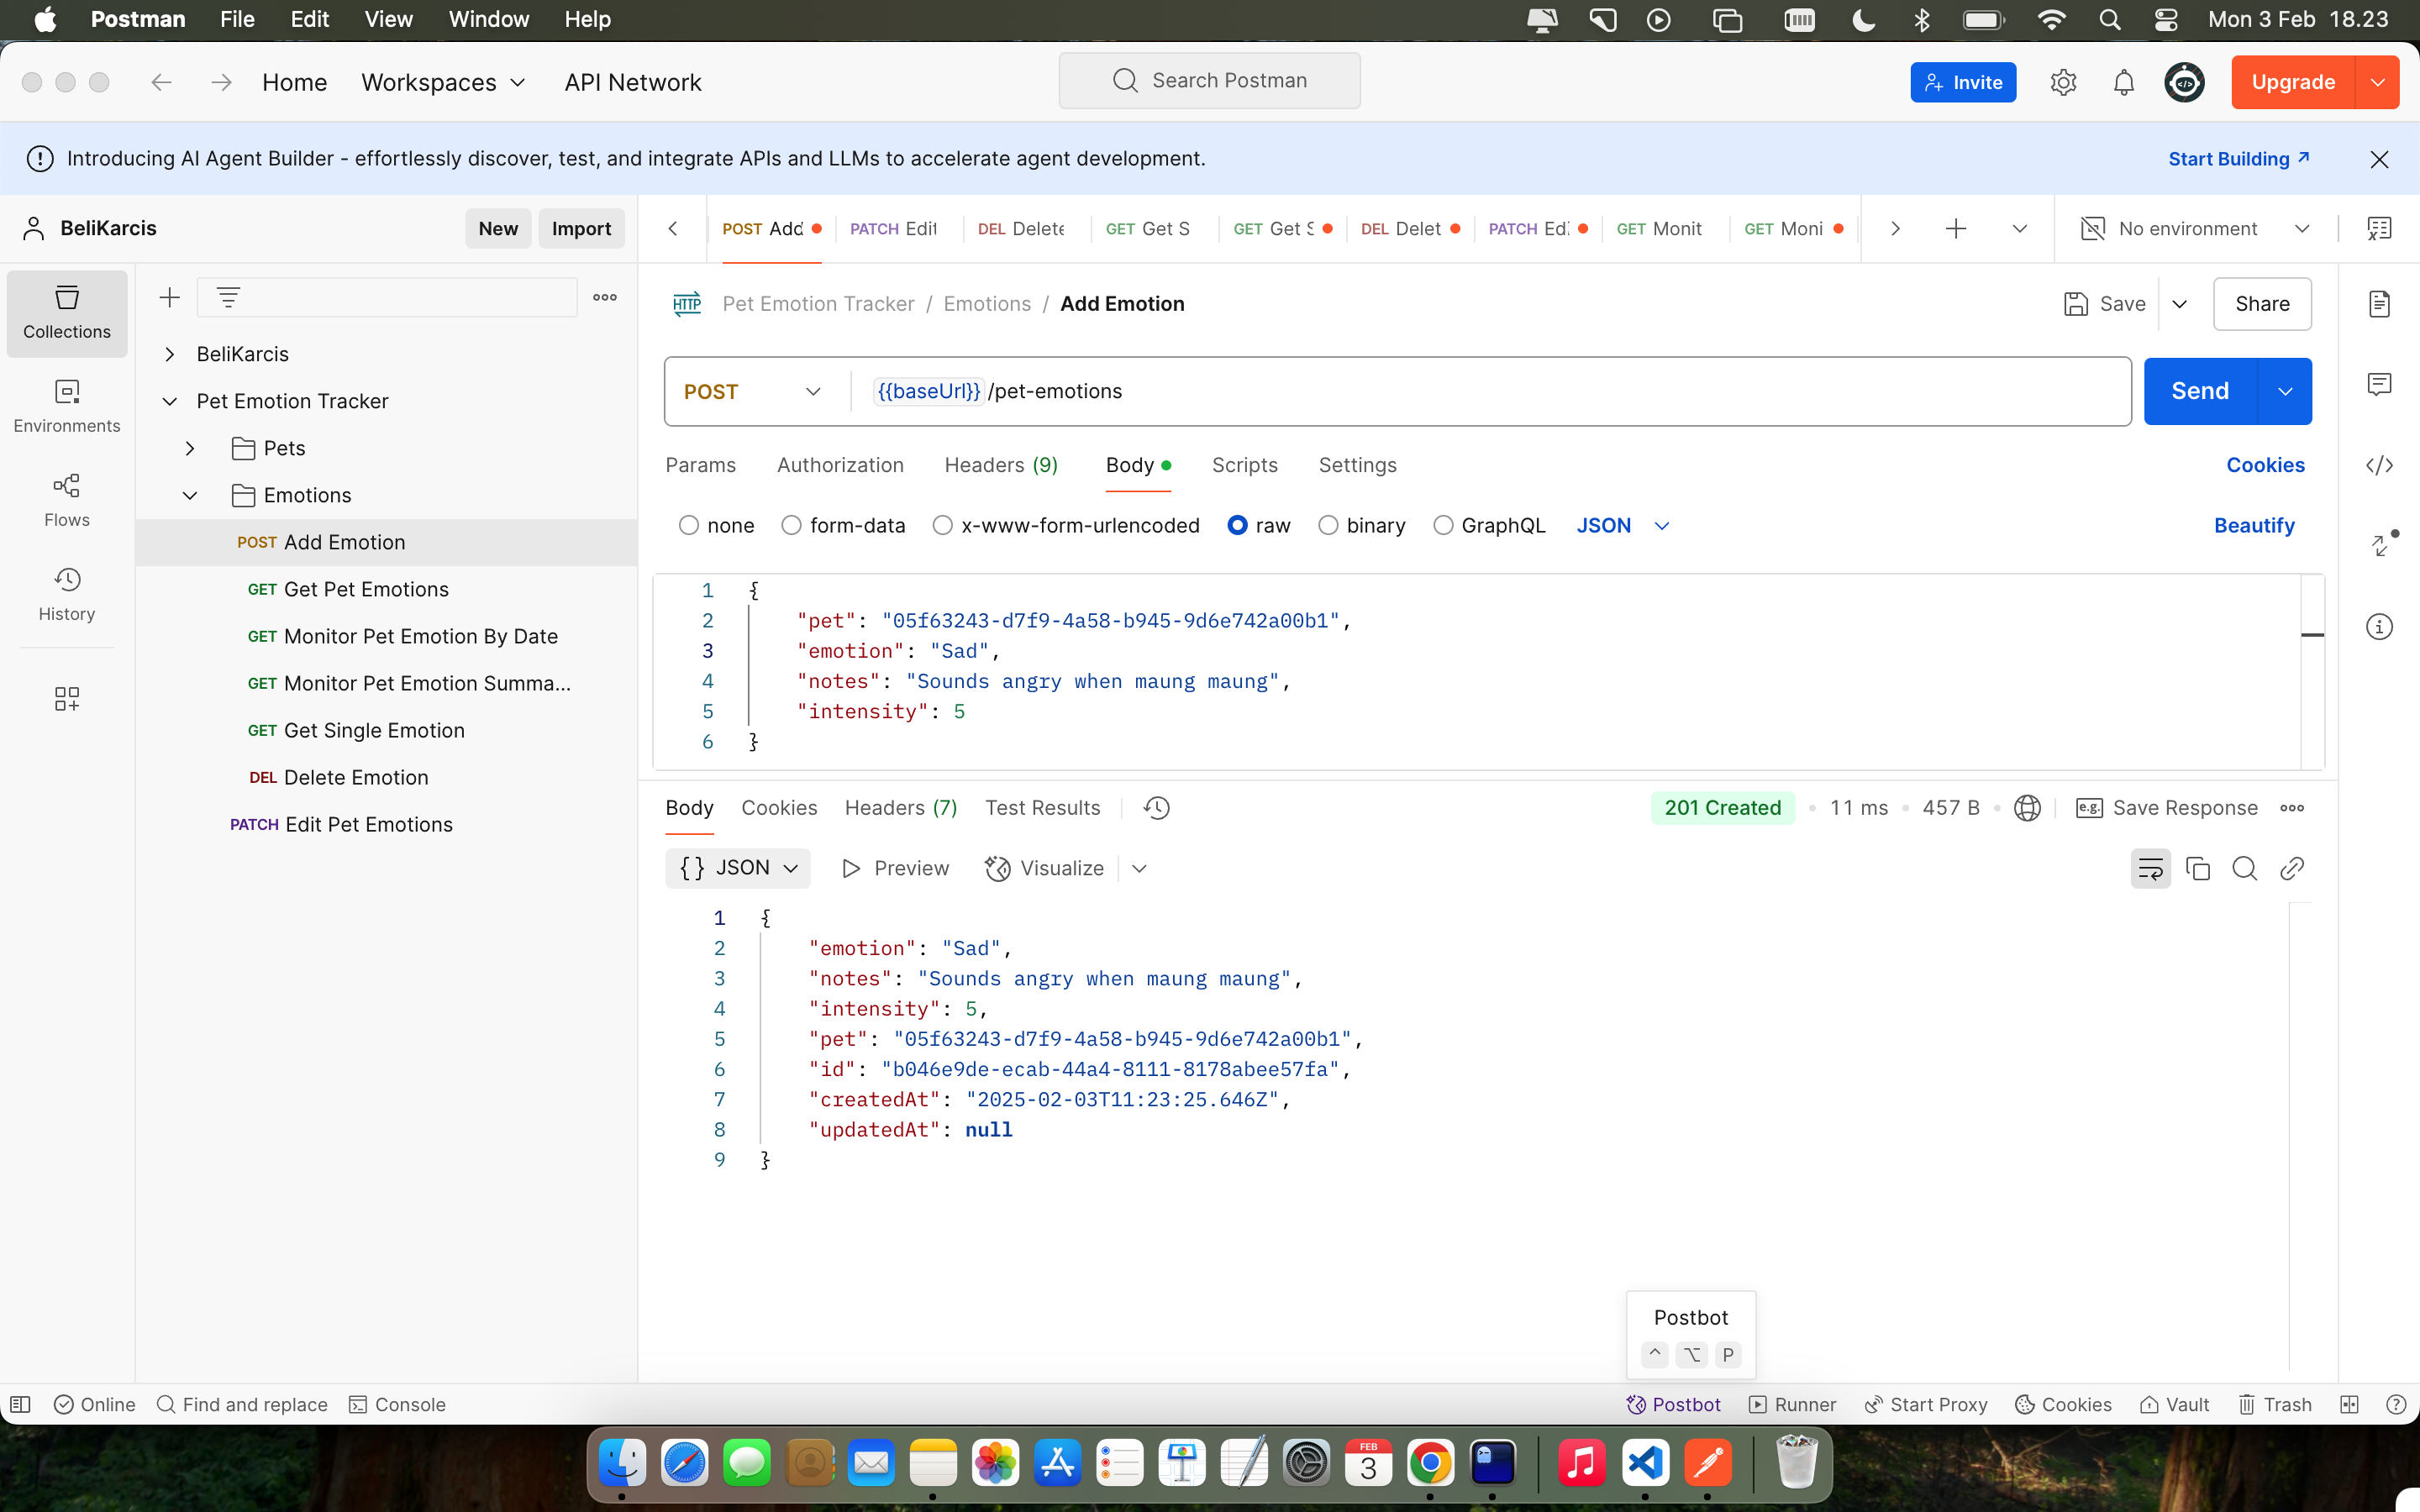 Postman File Edit View Window Help Mon 3 Feb 18.23
Home Workspaces API Network Search Postman Invite Upgrade
Introducing AI Agent Builder - effortlessly discover, test, and integrate APIs and LLMs to accelerate agent development. Start Building
BeliKarcis New Import POST Add PATCH Edit DEL Delete GET Get S GET Get S DEL Delet PATCH Ed: GET Monit GET Moni No environment
Collections
Environments
Flows
History
BeliKarcis
Pet Emotion Tracker
Pets
Emotions
POST Add Emotion
GET Get Pet Emotions
GET Monitor Pet Emotion By Date
GET Monitor Pet Emotion Summa...
GET Get Single Emotion
DEL Delete Emotion
PATCH Edit Pet Emotions
HTTP Pet Emotion Tracker / Emotions / Add Emotion Save Share
POST {{baseUrl}} /pet-emotions Send
Params Authorization Headers (9) Body Scripts Settings Cookies
none form-data x-www-form-urlencoded raw binary GraphQL JSON Beautify
1 {
2 "pet": "05f63243-d7f9-4a58-b945-9d6e742a00b1",
3 "emotion": "Sad",
4 "notes": "Sounds angry when maung maung",
5 "intensity": 5
6 }
Body Cookies Headers (7) Test Results 201 Created 11 ms 457 B e.g. Save Response
{} JSON Preview Visualize
1 {
2 "emotion": "Sad",
3 "notes": "Sounds angry when maung maung",
4 "intensity": 5,
5 "pet": "05f63243-d7f9-4a58-b945-9d6e742a00b1",
6 "id": "b046e9de-ecab-44a4-8111-8178abee57fa",
7 "createdAt": "2025-02-03T11:23:25.646Z",
8 "updatedAt": null
9 }
Postbot
^ ⌥ P
Online Find and replace Console Postbot Runner Start Proxy Cookies Vault Trash
FEB
3